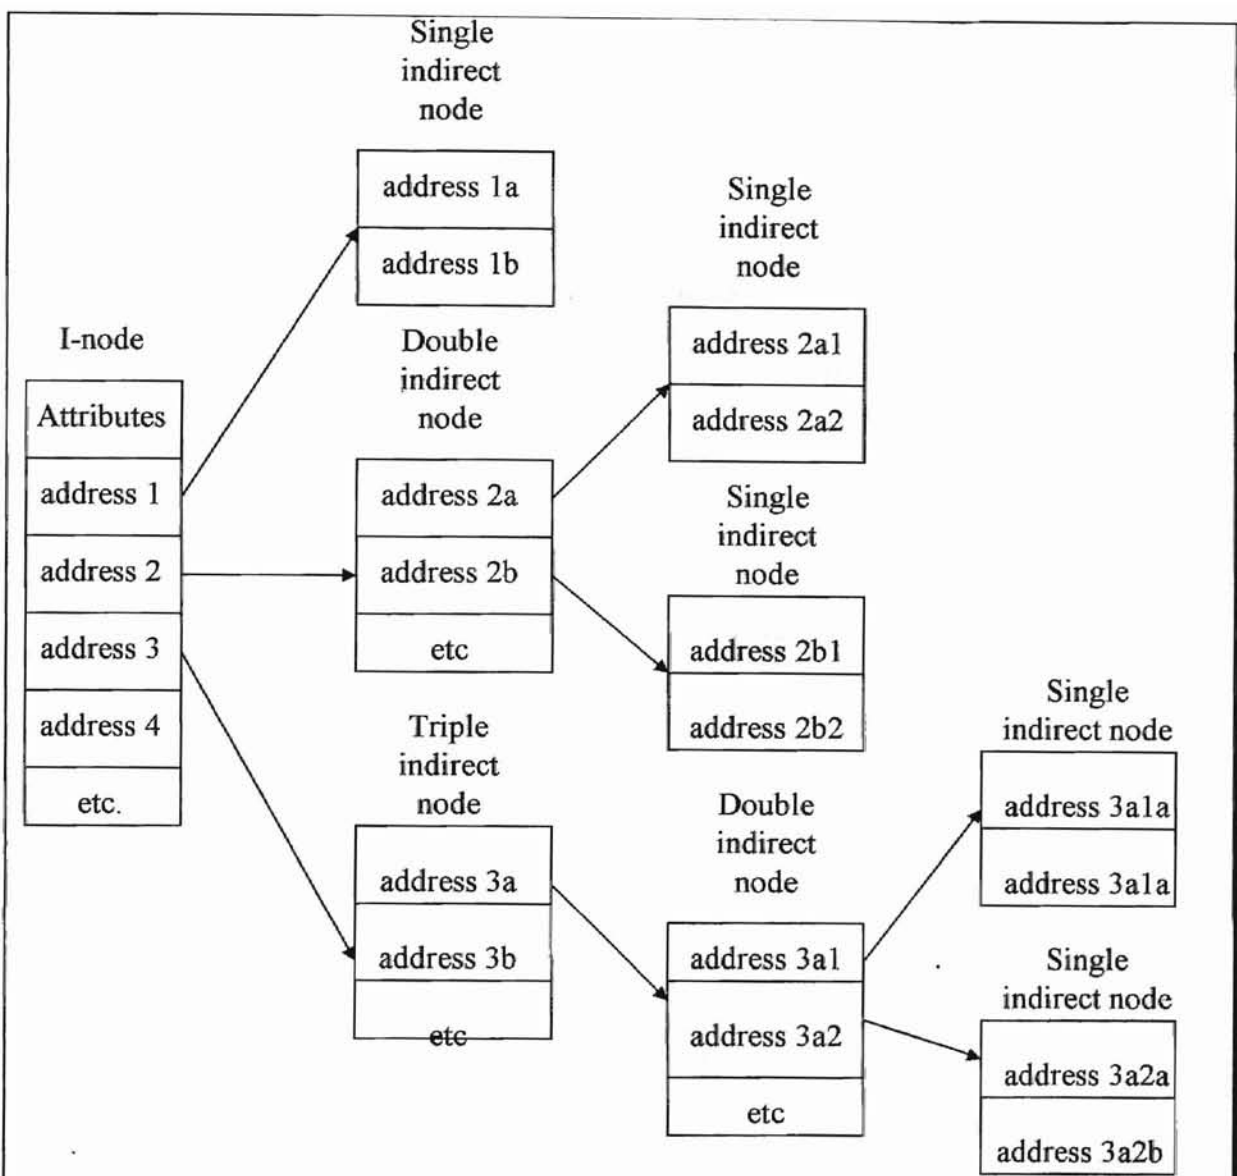 Single
indirect
node
address 1a
address 1b
Single
indirect
node
address 2a1
address 2a2
I-node
Attributes
address 1
address 2
address 3
address 4
etc.
Double
indirect
node
address 2a
address 2b
etc
Single
indirect
node
address 2b1
address 2b2
Triple
indirect
node
address 3a
address 3b
etc
Double
indirect
node
address 3a1
address 3a2
etc
Single
indirect node
address 3a1a
address 3a1a
Single
indirect node
address 3a2a
address 3a2b